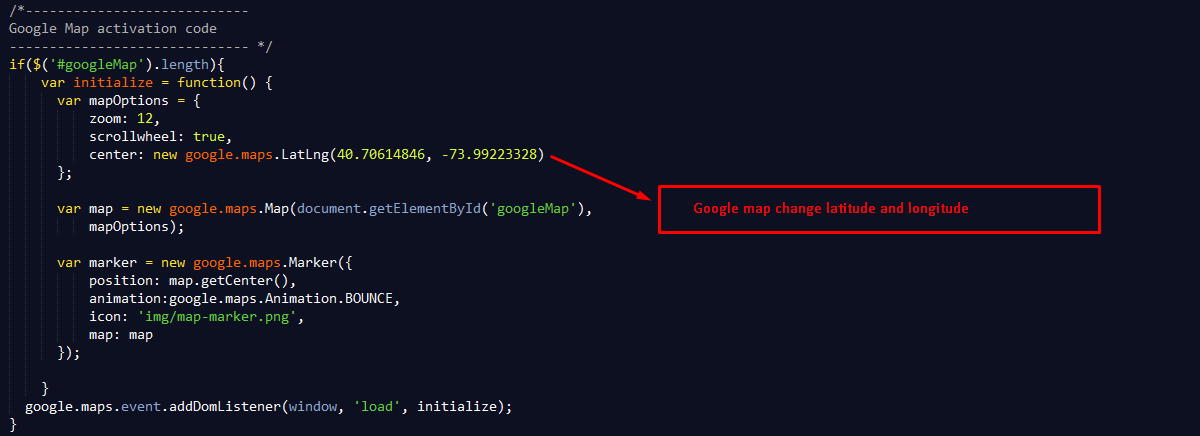 /*----------------------------
Google Map activation code
------------------------------ */
if($('#googleMap').length){
    var initialize = function() {
      var mapOptions = {
          zoom: 12,
          scrollwheel: true,
          center: new google.maps.LatLng(40.70614846, -73.99223328)
      };
Google map change latitude and longitude
      var map = new google.maps.Map(document.getElementById('googleMap'),
          mapOptions);
      var marker = new google.maps.Marker({
          position: map.getCenter(),
          animation:google.maps.Animation.BOUNCE,
          icon: 'img/map-marker.png',
          map: map
      });
    }
  google.maps.event.addDomListener(window, 'load', initialize);
}